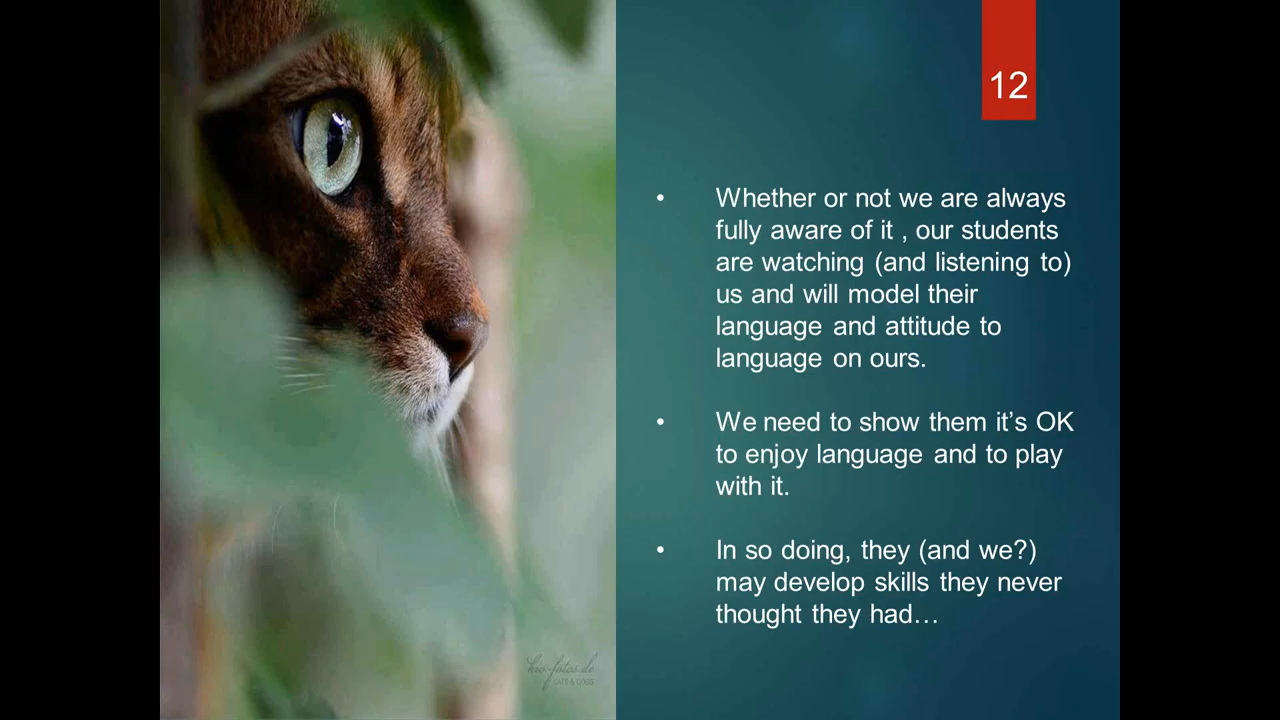 12
• Whether or not we are always
fully aware of it , our students
are watching (and listening to)
us and will model their
language and attitude to
language on ours.
• We need to show them it’s OK
to enjoy language and to play
with it.
• In so doing, they (and we?)
may develop skills they never
thought they had…
CATS & DOGS